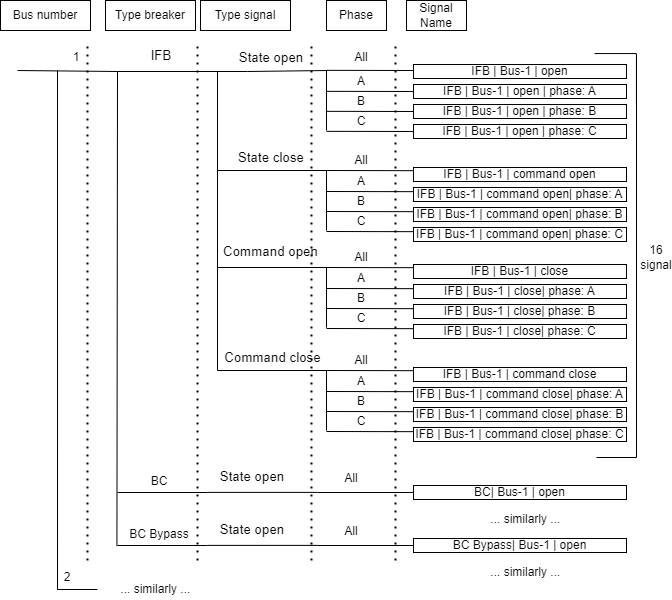 Bus number
Type breaker
Type signal
Phase
Signal
Name
1
IFB
State open
All
IFB | Bus-1 | open
A
IFB | Bus-1 | open | phase: A
B
IFB | Bus-1 | open | phase: B
C
IFB | Bus-1 | open | phase: C
State close
All
IFB | Bus-1 | command open
A
IFB | Bus-1 | command open| phase: A
B
IFB | Bus-1 | command open| phase: B
C
IFB | Bus-1 | command open| phase: C
16
signal
Command open
All
IFB | Bus-1 | close
A
IFB | Bus-1 | close| phase: A
B
IFB | Bus-1 | close| phase: B
C
IFB | Bus-1 | close| phase: C
Command close
All
IFB | Bus-1 | command close
A
IFB | Bus-1 | command close| phase: A
B
IFB | Bus-1 | command close| phase: B
C
IFB | Bus-1 | command close| phase: C
BC
State open
All
BC| Bus-1 | open
... similarly ...
BC Bypass
State open
All
BC Bypass| Bus-1 | open
... similarly ...
2
... similarly ...